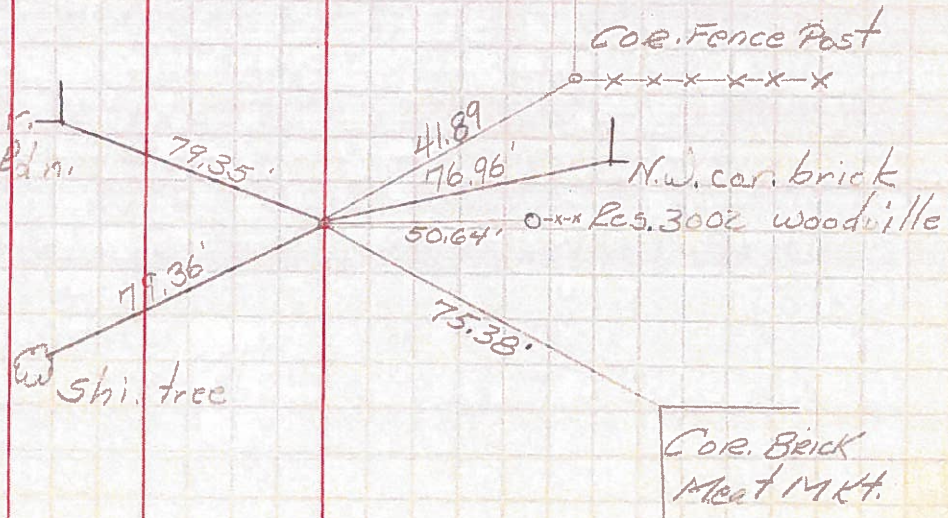 Cor. Fence Post
41.89
76.96'
79.35'
N.W. cor. brick
Res. 3002 woodville
50.64'
79.36'
75.38'
Shi. tree
Cor. Brick
Meat Mkt.